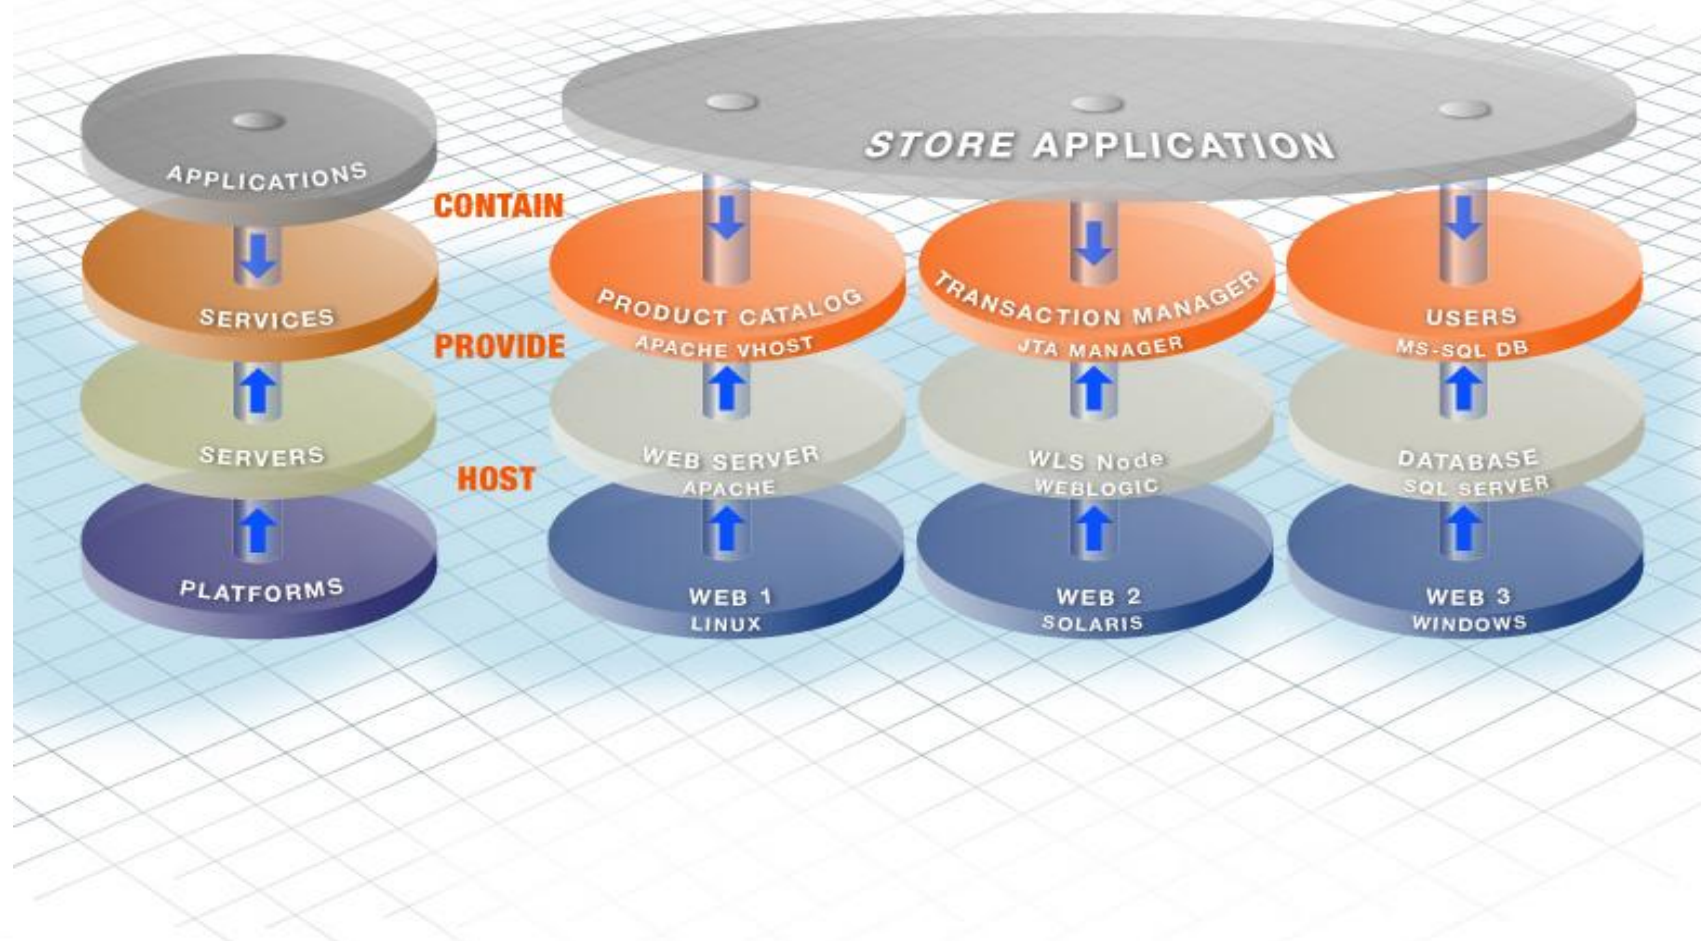 APPLICATIONS
CONTAIN
SERVICES
PROVIDE
SERVERS
HOST
PLATFORMS
STORE APPLICATION
PRODUCT CATALOG
APACHE VHOST
WEB SERVER
APACHE
WEB 1
LINUX
TRANSACTION MANAGER
JTA MANAGER
WLS Node
WEBLOGIC
WEB 2
SOLARIS
USERS
MS-SQL DB
DATABASE
SQL SERVER
WEB 3
WINDOWS